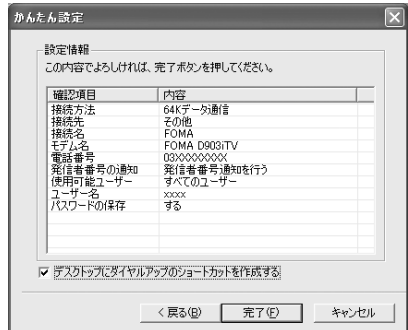 かんたん設定
設定情報
この内容でよろしければ、完了ボタンを押してください。
確認項目 内容
接続方法 64Kデータ通信
接続先 その他
接続名 FOMA
モデム名 FOMA D903iTV
電話番号 03XXXXXXXX
発信者番号の通知 発信者番号通知を行う
使用可能ユーザー すべてのユーザー
ユーザー名 xxxx
パスワードの保存 する
デスクトップにダイヤルアップのショートカットを作成する
< 戻る(B) 完了(F) キャンセル